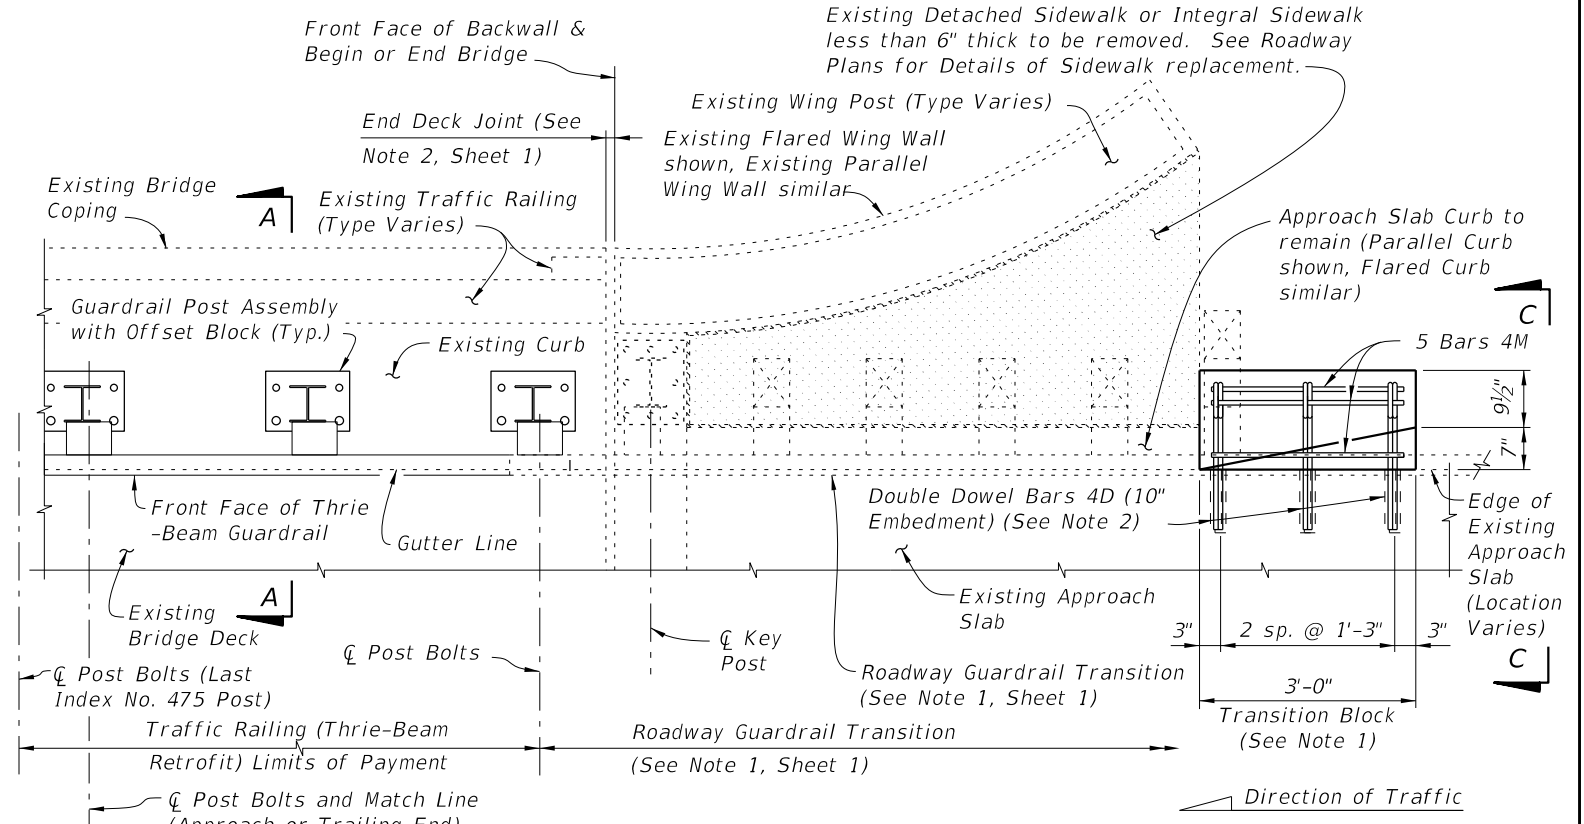 Front Face of Backwall &
Begin or End Bridge
Existing Detached Sidewalk or Integral Sidewalk
less than 6" thick to be removed. See Roadway
Plans for Details of Sidewalk replacement.
Existing Wing Post (Type Varies)
End Deck Joint (See
Note 2, Sheet 1)
Existing Flared Wing Wall
shown, Existing Parallel
Wing Wall similar
Existing Bridge
Coping
A
Existing Traffic Railing
(Type Varies)
Approach Slab Curb to
remain (Parallel Curb
shown, Flared Curb
similar)
C
Guardrail Post Assembly
with Offset Block (Typ.)
Existing Curb
5 Bars 4M
9½"
7"
Front Face of Thrie
-Beam Guardrail
Gutter Line
Double Dowel Bars 4D (10"
Embedment) (See Note 2)
Edge of
Existing
Approach
Slab
(Location
Varies)
Existing
Bridge Deck
A
Existing Approach
Slab
3"
2 sp. @ 1'-3"
3"
℄ Key
Post
℄ Post Bolts
C
℄ Post Bolts (Last
Index No. 475 Post)
Roadway Guardrail Transition
(See Note 1, Sheet 1)
3'-0"
Transition Block
(See Note 1)
Traffic Railing (Thrie-Beam
Retrofit) Limits of Payment
Roadway Guardrail Transition
(See Note 1, Sheet 1)
℄ Post Bolts and Match Line
(Approach or Trailing End)
Direction of Traffic